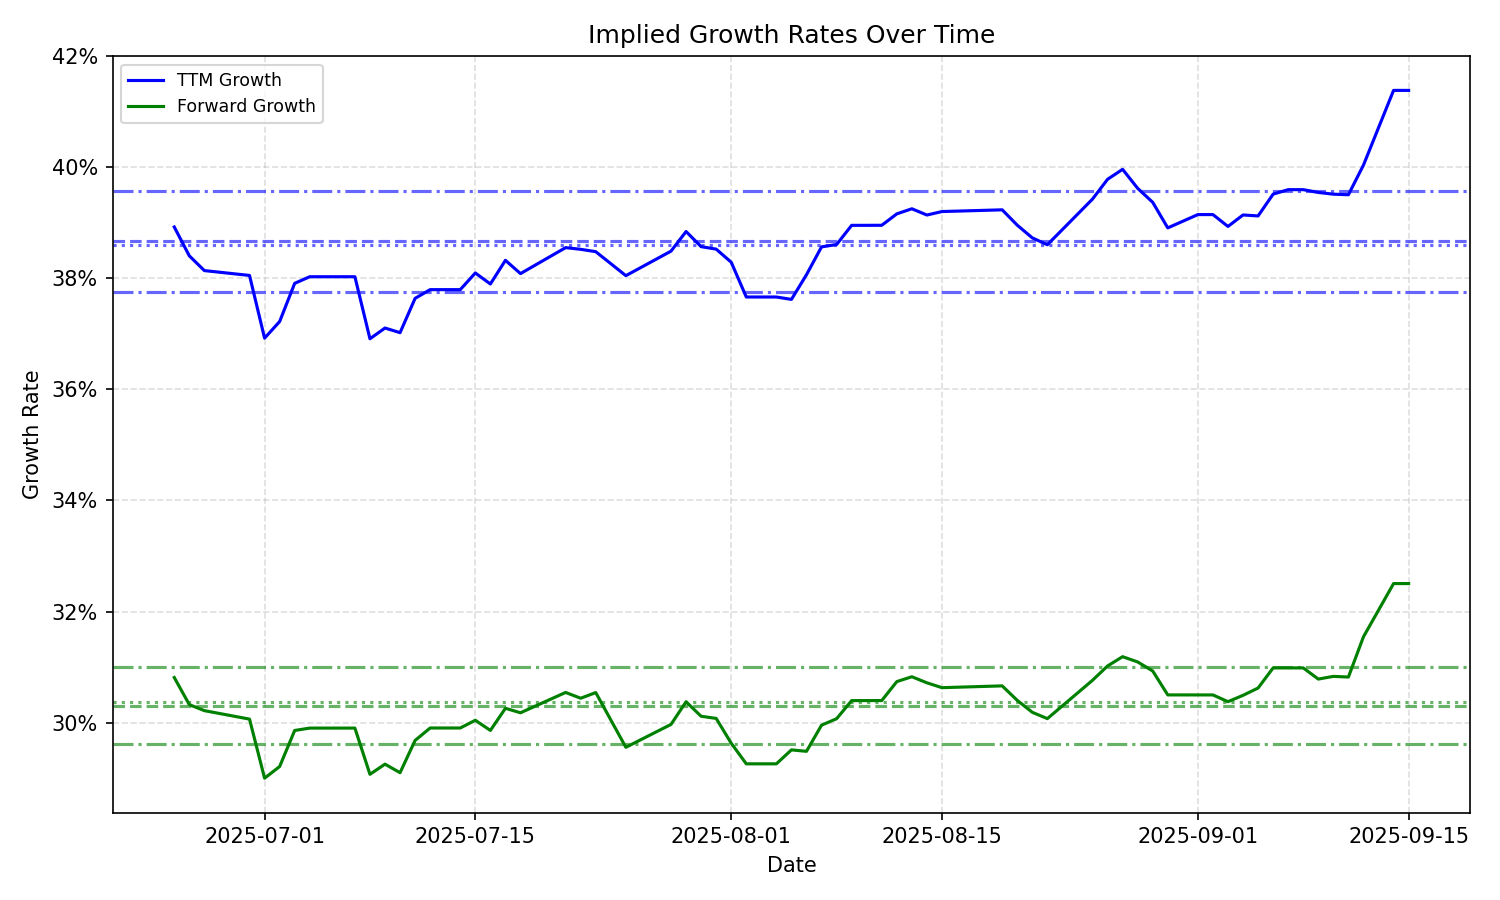 Implied Growth Rates Over Time
TTM Growth
Forward Growth
Growth Rate
42%
40%
38%
36%
34%
32%
30%
2025-07-01
2025-07-15
2025-08-01
2025-08-15
2025-09-01
2025-09-15
Date